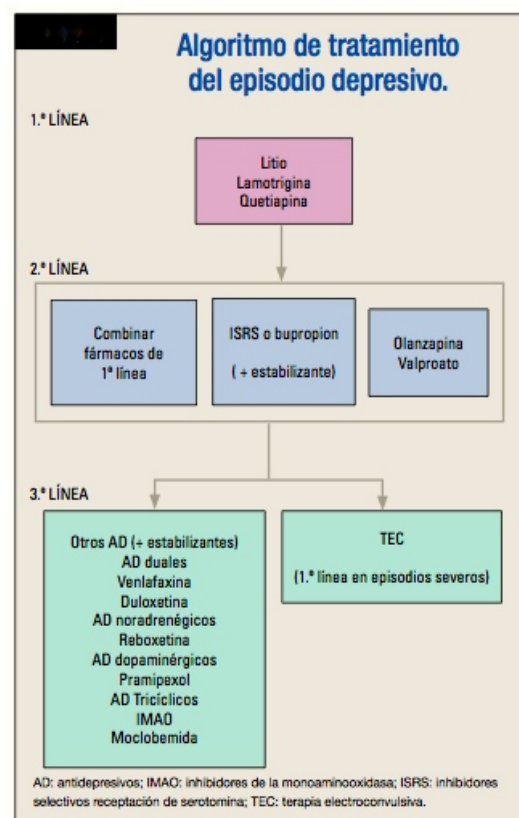 Algoritmo de tratamiento
del episodio depresivo.
1.ª LÍNEA
Litio
Lamotrigina
Quetiapina
2.ª LÍNEA
Combinar
fármacos de
1ª línea
ISRS o bupropion
( + estabilizante)
Olanzapina
Valproato
3.ª LÍNEA
Otros AD (+ estabilizantes)
AD duales
Venlafaxina
Duloxetina
AD noradrenégicos
Reboxetina
AD dopaminérgicos
Pramipexol
AD Tricíclicos
IMAO
Moclobemida
TEC
(1.ª línea en episodios severos)
AD: antidepresivos; IMAO: inhibidores de la monoaminooxidasa; ISRS: inhibidores
selectivos receptación de serotomina; TEC: terapia electroconvulsiva.